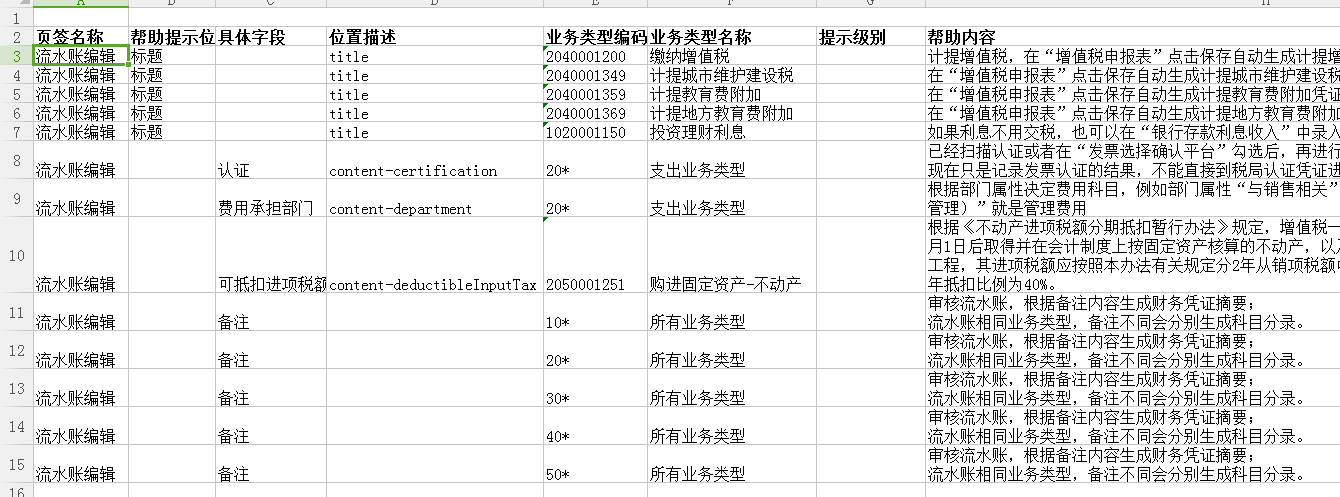 A B C D E F G H
1
2 页签名称 帮助提示位 具体字段 位置描述 业务类型编码 业务类型名称 提示级别 帮助内容
3 流水账编辑 标题 title 2040001200 缴纳增值税 计提增值税，在“增值税申报表”点击保存自动生成计提增
4 流水账编辑 标题 title 2040001349 计提城市维护建设税 在“增值税申报表”点击保存自动生成计提城市维护建设税
5 流水账编辑 标题 title 2040001359 计提教育费附加 在“增值税申报表”点击保存自动生成计提教育费附加凭证
6 流水账编辑 标题 title 2040001369 计提地方教育附加 在“增值税申报表”点击保存自动生成计提地方教育费附加
7 流水账编辑 标题 title 1020001150 投资理财利息 如果利息不用交税，也可以在“银行存款利息收入”中录入
已经扫描认证或者在“发票选择确认平台”勾选后，再进行
8 流水账编辑 认证 content-certification 20* 支出业务类型 现在只是记录发票认证的结果，不能直接到税局认证凭证进
根据部门属性决定费用科目，例如部门属性“与销售相关”
9 流水账编辑 费用承担部门 content-department 20* 支出业务类型 管理）”就是管理费用
根据《不动产进项税额分期抵扣暂行办法》规定，增值税一
月1日后取得并在会计制度上按固定资产核算的不动产，以及
工程，其进项税额应按照本办法有关规定分2年从销项税额中
10 流水账编辑 可抵扣进项税额 content-deductibleInputTax 2050001251 购进固定资产-不动产 年抵扣比例为40%。
审核流水账，根据备注内容生成财务凭证摘要；
11 流水账编辑 备注 10* 所有业务类型 流水账相同业务类型，备注不同会分别生成科目分录。
审核流水账，根据备注内容生成财务凭证摘要；
12 流水账编辑 备注 20* 所有业务类型 流水账相同业务类型，备注不同会分别生成科目分录。
审核流水账，根据备注内容生成财务凭证摘要；
13 流水账编辑 备注 30* 所有业务类型 流水账相同业务类型，备注不同会分别生成科目分录。
审核流水账，根据备注内容生成财务凭证摘要；
14 流水账编辑 备注 40* 所有业务类型 流水账相同业务类型，备注不同会分别生成科目分录。
审核流水账，根据备注内容生成财务凭证摘要；
15 流水账编辑 备注 50* 所有业务类型 流水账相同业务类型，备注不同会分别生成科目分录。
16